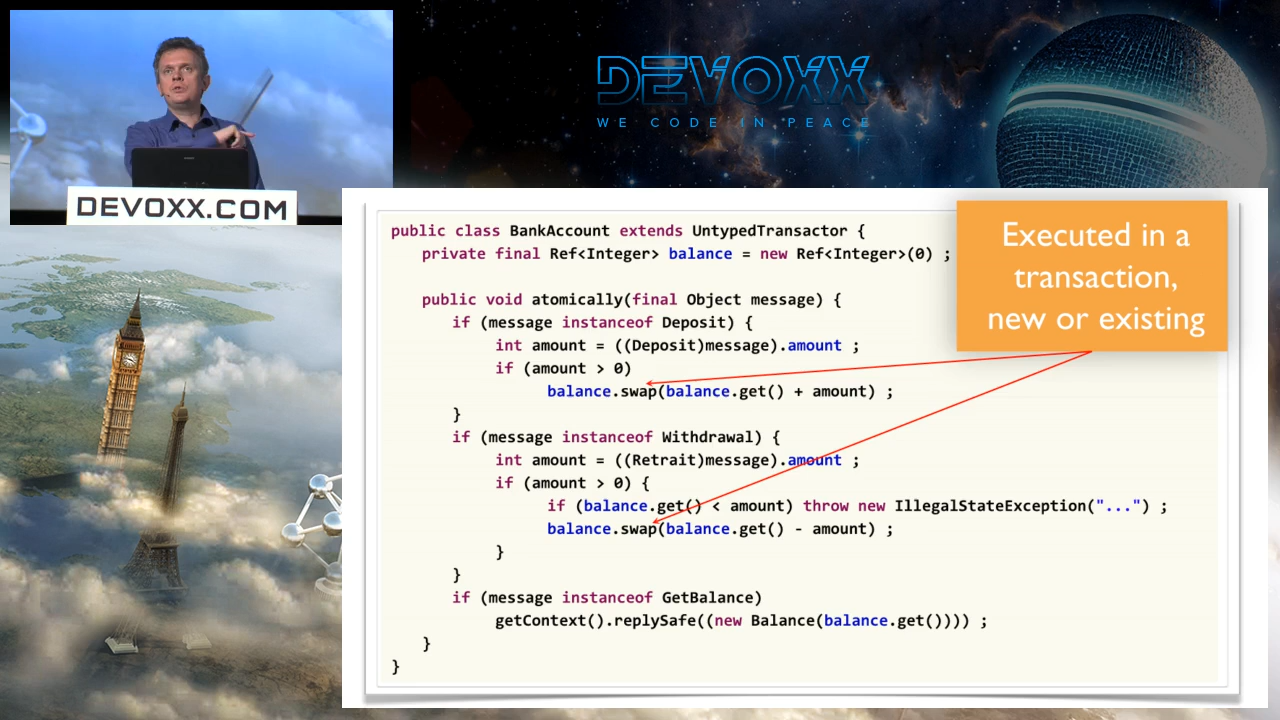 DEVOXX
WE CODE IN PEACE
DEVOXX.COM
public class BankAccount extends UntypedTransactor {
private final Ref<Integer> balance = new Ref<Integer>(0) ;
public void atomically(final Object message) {
if (message instanceof Deposit) {
int amount = ((Deposit)message).amount ;
if (amount > 0)
balance.swap(balance.get() + amount) ;
}
if (message instanceof Withdrawal) {
int amount = ((Retrait)message).amount ;
if (amount > 0) {
if (balance.get() < amount) throw new IllegalStateException("...") ;
balance.swap(balance.get() - amount) ;
}
}
if (message instanceof GetBalance)
getContext().replySafe((new Balance(balance.get()))) ;
}
}
Executed in a
transaction,
new or existing